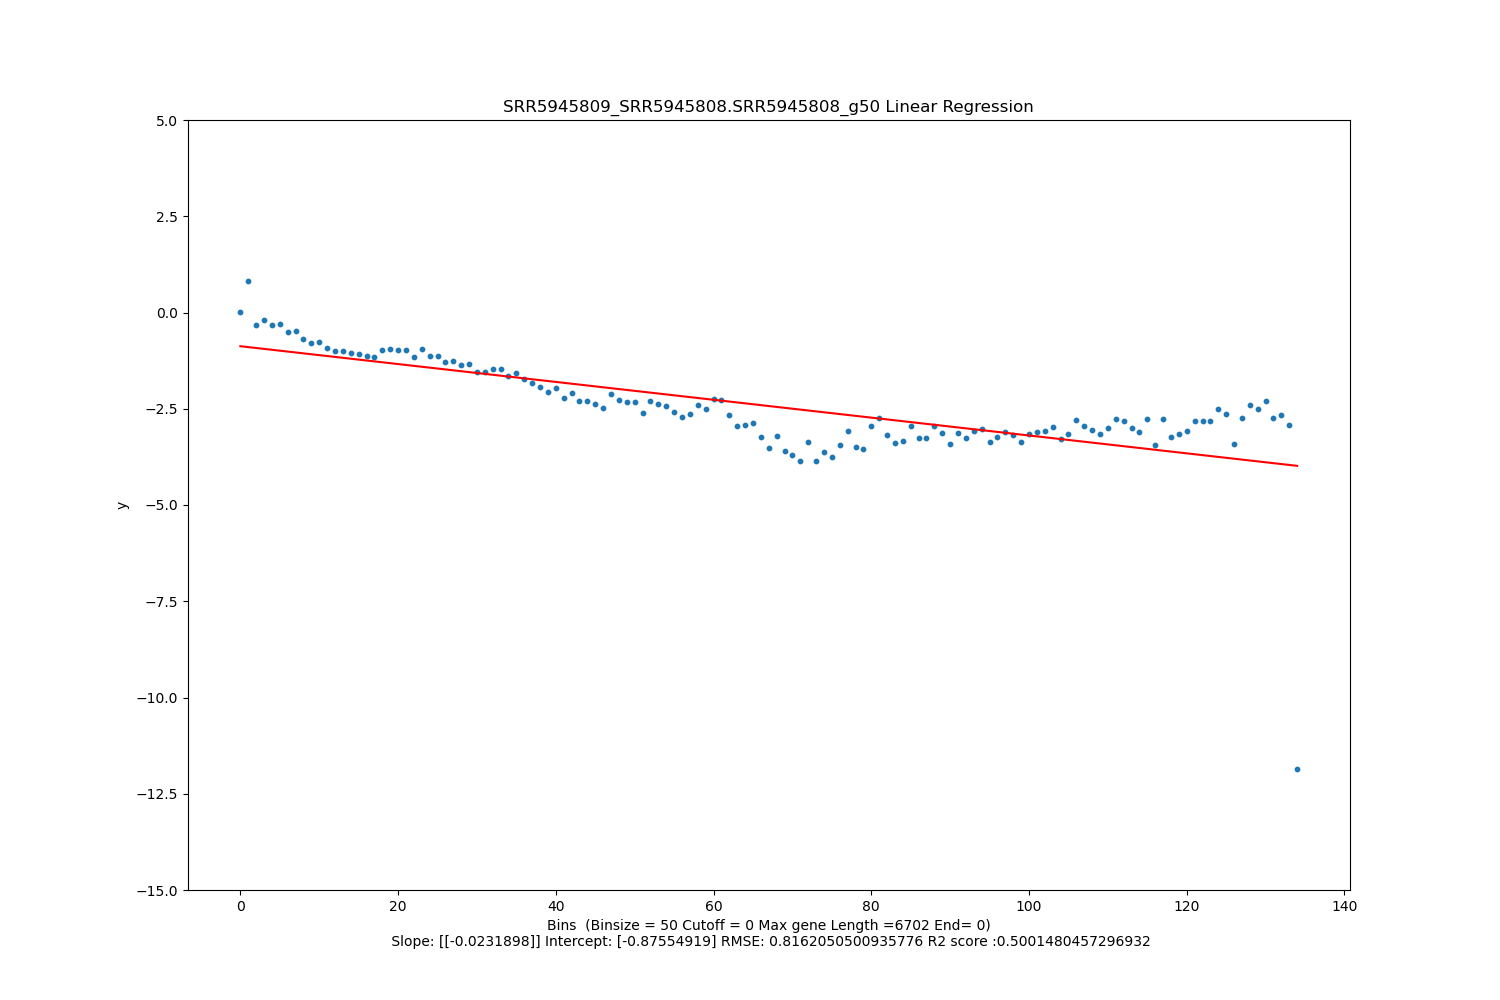 SRR5945809_SRR5945808.SRR5945808_g50 Linear Regression
5.0
2.5
0.0
−2.5
−5.0
−7.5
−10.0
−12.5
−15.0
y
0 20 40 60 80 100 120 140
Bins  (Binsize = 50 Cutoff = 0 Max gene Length =6702 End= 0)
Slope: [[-0.0231898]] Intercept: [-0.87554919] RMSE: 0.8162050500935776 R2 score :0.5001480457296932